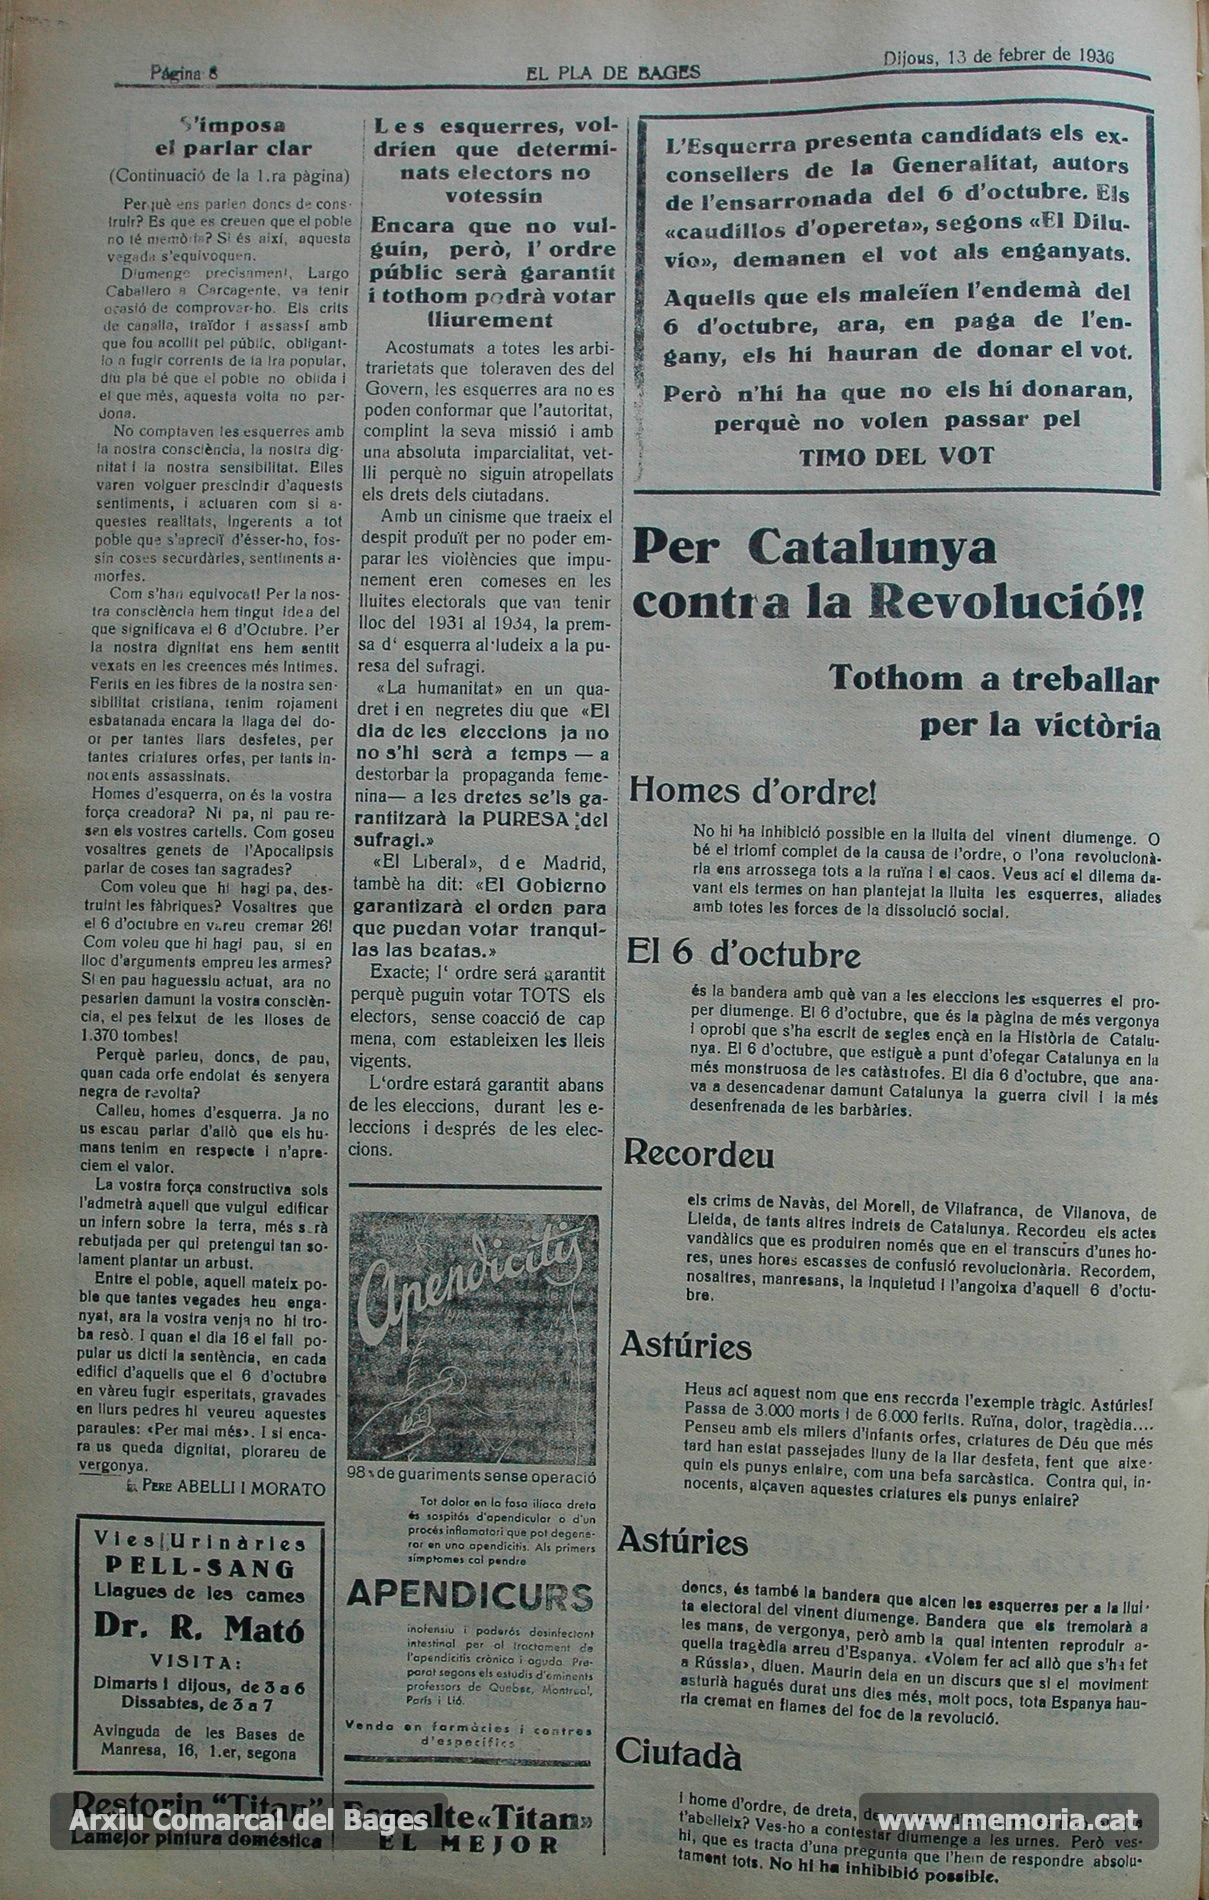 Página 8
EL PLA DE BAGES
Dijous, 13 de febrer de 1936
S'imposa
el parlar clar
(Continuació de la 1.ra pàgina)
Perquè ens parlen doncs de cons-
truir? Es que es creuen que el poble
no té memòria? Si és així, aquesta
vegada s'equivoquen.
Diumenge precisament, Largo
Caballero a Carcagente, va tenir
ocasió de comprovar-ho. Els crits
de canalla, traïdor i assassí amb
que fou acollit pel públic, obligant-
lo a fugir corrents de la ira popular,
diu pla bé que el poble no oblida i
el que més, aquesta volta no per-
dona.
No comptaven les esquerres amb
la nostra consciència, la nostra dig-
nitat i la nostra sensibilitat. Elles
varen volguer prescindir d'aquests
sentiments, i actuaren com si a-
questes realitats, ingerents a tot
poble que s'apreciï d'ésser-ho, fos-
sin coses secundàries, sentiments a-
morfes.
Com s'han equivocat! Per la nos-
tra consciència hem tingut idea del
que significava el 6 d'Octubre. Per
la nostra dignitat ens hem sentit
vexats en les creences més íntimes.
Ferits en les fibres de la nostra sen-
sibilitat cristiana, tenim rojament
esbatanada encara la llaga del do-
or per tantes llars desfetes, per
tantes criatures orfes, per tants in-
nocents assassinats.
Homes d'esquerra, on és la vostra
força creadora? Ni pa, ni pau re-
sen els vostres cartells. Com goseu
vosaltres genets de l'Apocalipsis
parlar de coses tan sagrades?
Com voleu que hi hagi pa, des-
truint les fàbriques? Vosaltres que
el 6 d'octubre en vàreu cremar 26!
Com voleu que hi hagi pau, si en
lloc d'arguments empreu les armes?
Si en pau haguessiu actuat, ara no
pesarien damunt la vostra conscièn-
cia, el pes feixut de les lloses de
1.370 tombes!
Perquè parleu, doncs, de pau,
quan cada orfe endolat és senyera
negra de revolta?
Calleu, homes d'esquerra. Ja no
us escau parlar d'allò que els hu-
mans tenim en respecte i n'apre-
ciem el valor.
La vostra força constructiva sols
l'admetrà aquell que vulgui edificar
un infern sobre la terra, més serà
rebutjada per qui pretengui tan so-
lament plantar un arbust.
Entre el poble, aquell mateix po-
ble que tantes vegades heu enga-
nyat, ara la vostra venja no hi tro-
ba resò. I quan el dia 16 el fall po-
pular us dicti la sentència, en cada
edifici d'aquells que el 6 d'octubre
en vàreu fugir esperitats, gravades
en llurs pedres hi veureu aquestes
paraules: «Per mai més». I si enca-
ra us queda dignitat, plorareu de
vergonya.
PERE ABELLI I MORATO
Vies Urinàries
PELL-SANG
Llagues de les cames
Dr. R. Mató
VISITA:
Dimarts i dijous, de 3 a 6
Dissabtes, de 3 a 7
Avinguda de les Bases de
Manresa, 16, 1.er, segona
Restorin "Titan"
La mejor pintura doméstica
Les esquerres, vol-
drien que determi-
nats electors no
votessin
Encara que no vul-
guin, però, l' ordre
públic serà garantit
i tothom podrà votar
lliurement
Acostumats a totes les arbi-
trarietats que toleraven des del
Govern, les esquerres ara no es
poden conformar que l'autoritat,
complint la seva missió i amb
una absoluta imparcialitat, vet-
lli perquè no siguin atropellats
els drets dels ciutadans.
Amb un cinisme que traeix el
despit produït per no poder em-
parar les violències que impu-
nement eren comeses en les
lluites electorals que van tenir
lloc del 1931 al 1934, la prem-
sa d' esquerra al·ludeix a la pu-
resa del sufragi.
«La humanitat» en un qua-
dret i en negretes diu que «El
dia de les eleccions ja no
no s'hi serà a temps — a
destorbar la propaganda feme-
nina— a les dretes se'ls ga-
rantitzarà la PURESA del
sufragi.»
«El Liberal», de Madrid,
també ha dit: «El Gobierno
garantizará el orden para
que puedan votar tranqui-
las las beatas.»
Exacte; l' ordre será garantit
perquè puguin votar TOTS els
electors, sense coacció de cap
mena, com estableixen les lleis
vigents.
L'ordre estará garantit abans
de les eleccions, durant les e-
leccions i després de les elec-
cions.
Apendicitis
98% de guariments sense operació
Tot dolor en la fosa ilíaca dreta
és sospitós d'apendicular o d'un
procés inflamatori que pot degene-
rar en una apendicitis. Als primers
símptomes cal pendre
APENDICURS
inofensiu i poderós desinfectant
intestinal per al tractament de
l'apendicitis crònica i aguda. Pre-
parat segons els estudis d'eminents
professors de Quebec, Montreal,
París i Lió.
Venda en farmàcies i centres
d'específics
Esmalte «Titan»
EL MEJOR
L'Esquerra presenta candidats els ex-
consellers de la Generalitat, autors
de l'ensarronada del 6 d'octubre. Els
«caudillos d'opereta», segons «El Dilu-
vio», demanen el vot als enganyats.
Aquells que els maleïen l'endemà del
6 d'octubre, ara, en paga de l'en-
gany, els hi hauran de donar el vot.
Però n'hi ha que no els hi donaran,
perquè no volen passar pel
TIMO DEL VOT
Per Catalunya
contra la Revolució!!
Tothom a treballar
per la victòria
Homes d'ordre!
No hi ha inhibició possible en la lluita del vinent diumenge. O
bé el triomf complet de la causa de l'ordre, o l'ona revolucionà-
ria ens arrossega tots a la ruïna i el caos. Veus ací el dilema da-
vant els termes on han plantejat la lluita les esquerres, aliades
amb totes les forces de la dissolució social.
El 6 d'octubre
és la bandera amb què van a les eleccions les esquerres el pro-
per diumenge. El 6 d'octubre, que és la pàgina de més vergonya
i oprobi que s'ha escrit de segles ençà en la Història de Catalu-
nya. El 6 d'octubre, que estigué a punt d'ofegar Catalunya en la
més monstruosa de les catàstrofes. El dia 6 d'octubre, que ana-
va a desencadenar damunt Catalunya la guerra civil i la més
desenfrenada de les barbàries.
Recordeu
els crims de Navàs, del Morell, de Vilafranca, de Vilanova, de
Lleida, de tants altres indrets de Catalunya. Recordeu els actes
vandàlics que es produiren només que en el transcurs d'unes ho-
res, unes hores escasses de confusió revolucionària. Recordem,
nosaltres, manresans, la inquietud i l'angoixa d'aquell 6 d'octu-
bre.
Astúries
Heus ací aquest nom que ens recorda l'exemple tràgic. Astúries!
Passa de 3.000 morts i de 6.000 ferits. Ruïna, dolor, tragèdia....
Penseu amb els milers d'infants orfes, criatures de Déu que més
tard han estat passejades lluny de la llar desfeta, fent que aixe-
quin els punys enlaire, com una befa sarcàstica. Contra qui, in-
nocents, alçaven aquestes criatures els punys enlaire?
Astúries
doncs, és també la bandera que alcen les esquerres per a la llui-
ta electoral del vinent diumenge. Bandera que els tremolarà a
les mans, de vergonya, però amb la qual intenten reproduir a-
quella tragèdia arreu d'Espanya. «Volem fer ací allò que s'ha fet
a Rússia», diuen. Maurin deia en un discurs que si el moviment
asturià hagués durat uns dies més, molt pocs, tota Espanya hau-
ria cremat en flames del foc de la revolució.
Ciutadà
i home d'ordre, de dreta,
t'abelleix? Ves-ho a contestar diumenge a les urnes. Però ves-
hi, que es tracta d'una pregunta que l'hem de respondre absolu-
tament tots. No hi ha inhibibió possible.
Arxiu Comarcal del Bages
www.memoria.cat